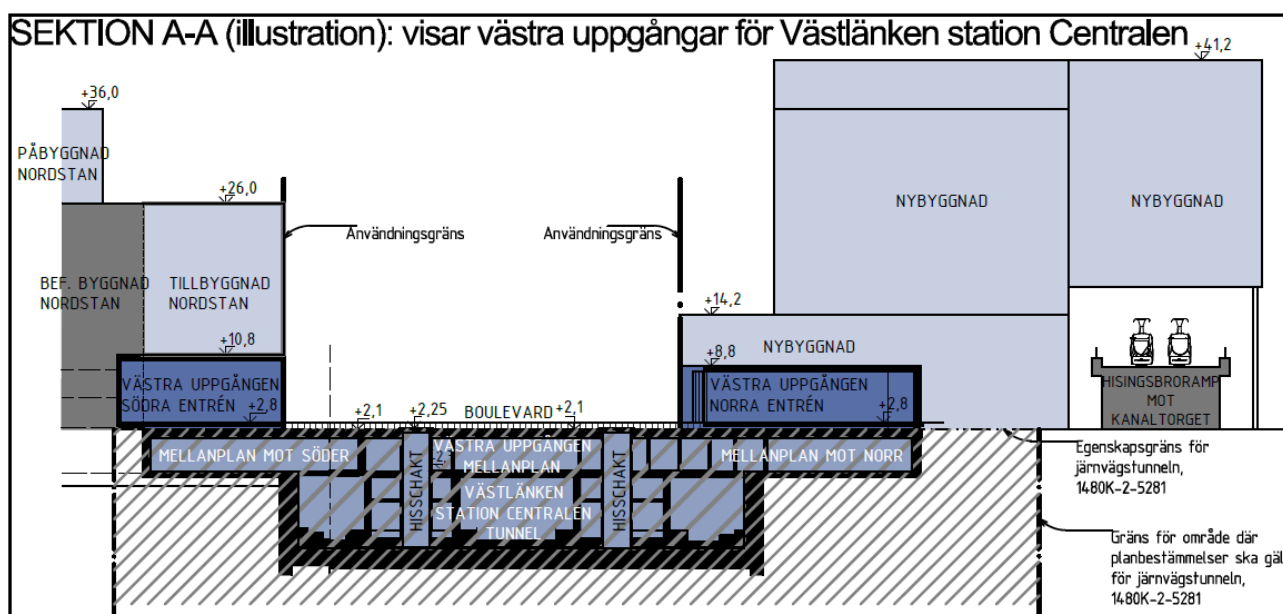 SEKTION A-A (illustration): visar västra uppgångar för Västlänken station Centralen
+41,2
+36,0
PÅBYGGNAD
NORDSTAN
+26,0
NYBYGGNAD
NYBYGGNAD
Användningsgräns
Användningsgräns
BEF. BYGGNAD
NORDSTAN
TILLBYGGNAD
NORDSTAN
+14,2
+10,8
NYBYGGNAD
+8,8
VÄSTRA UPPGÅNGEN
SÖDRA ENTRÉN
+2,8
VÄSTRA UPPGÅNGEN
NORRA ENTRÉN
+2,8
HISINGSBRORAMP
MOT
KANALTORGET
+2,1
+2,25
BOULEVARD
+2,1
MELLANPLAN MOT SÖDER
VÄSTRA UPPGÅNGEN
MELLANPLAN
MELLANPLAN MOT NORR
HISSCHAKT
HISSCHAKT
VÄSTLÄNKEN
STATION CENTRALEN
TUNNEL
Egenskapsgräns för
järnvägstunneln,
1480K-2-5281
Gräns för område där
planbestämmelser ska gäl
för järnvägstunneln,
1480K-2-5281